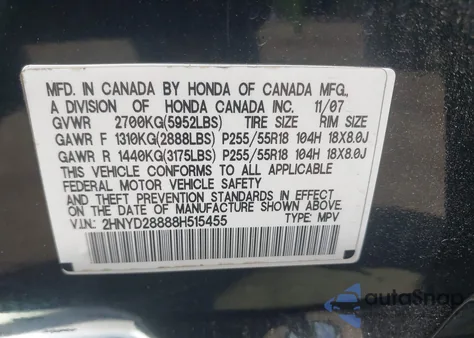 MFD. IN CANADA BY HONDA OF CANADA MFG.,
A DIVISION OF HONDA CANADA INC. 11/07
GVWR 2700KG(5952LBS) TIRE SIZE RIM SIZE
GAWR F 1310KG(2888LBS) P255/55R18 104H 18X8.0J
GAWR R 1440KG(3175LBS) P255/55R18 104H 18X8.0J
THIS VEHICLE CONFORMS TO ALL APPLICABLE
FEDERAL MOTOR VEHICLE SAFETY
AND THEFT PREVENTION STANDARDS IN EFFECT ON
THE DATE OF MANUFACTURE SHOWN ABOVE.
V.I.N.: 2HNYD28888H515455 TYPE: MPV
autoSnap